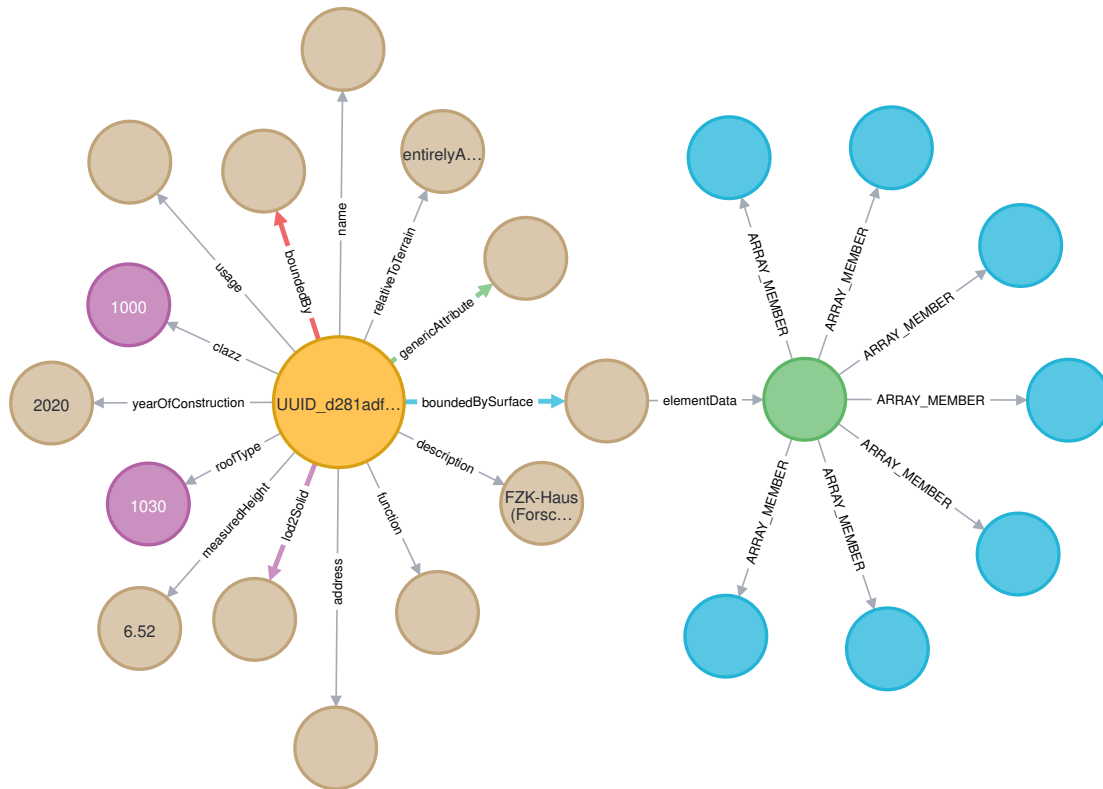 name
entirelyA…
relativeToTerrain
usage
boundedBy
genericAttribute
1000
clazz
2020
yearOfConstruction
UUID_d281adf…
boundedBySurface
elementData
roofType
1030
description
FZK-Haus
(Forsc…
measuredHeight
lod2Solid
function
address
6.52
ARRAY_MEMBER
ARRAY_MEMBER
ARRAY_MEMBER
ARRAY_MEMBER
ARRAY_MEMBER
ARRAY_MEMBER
ARRAY_MEMBER